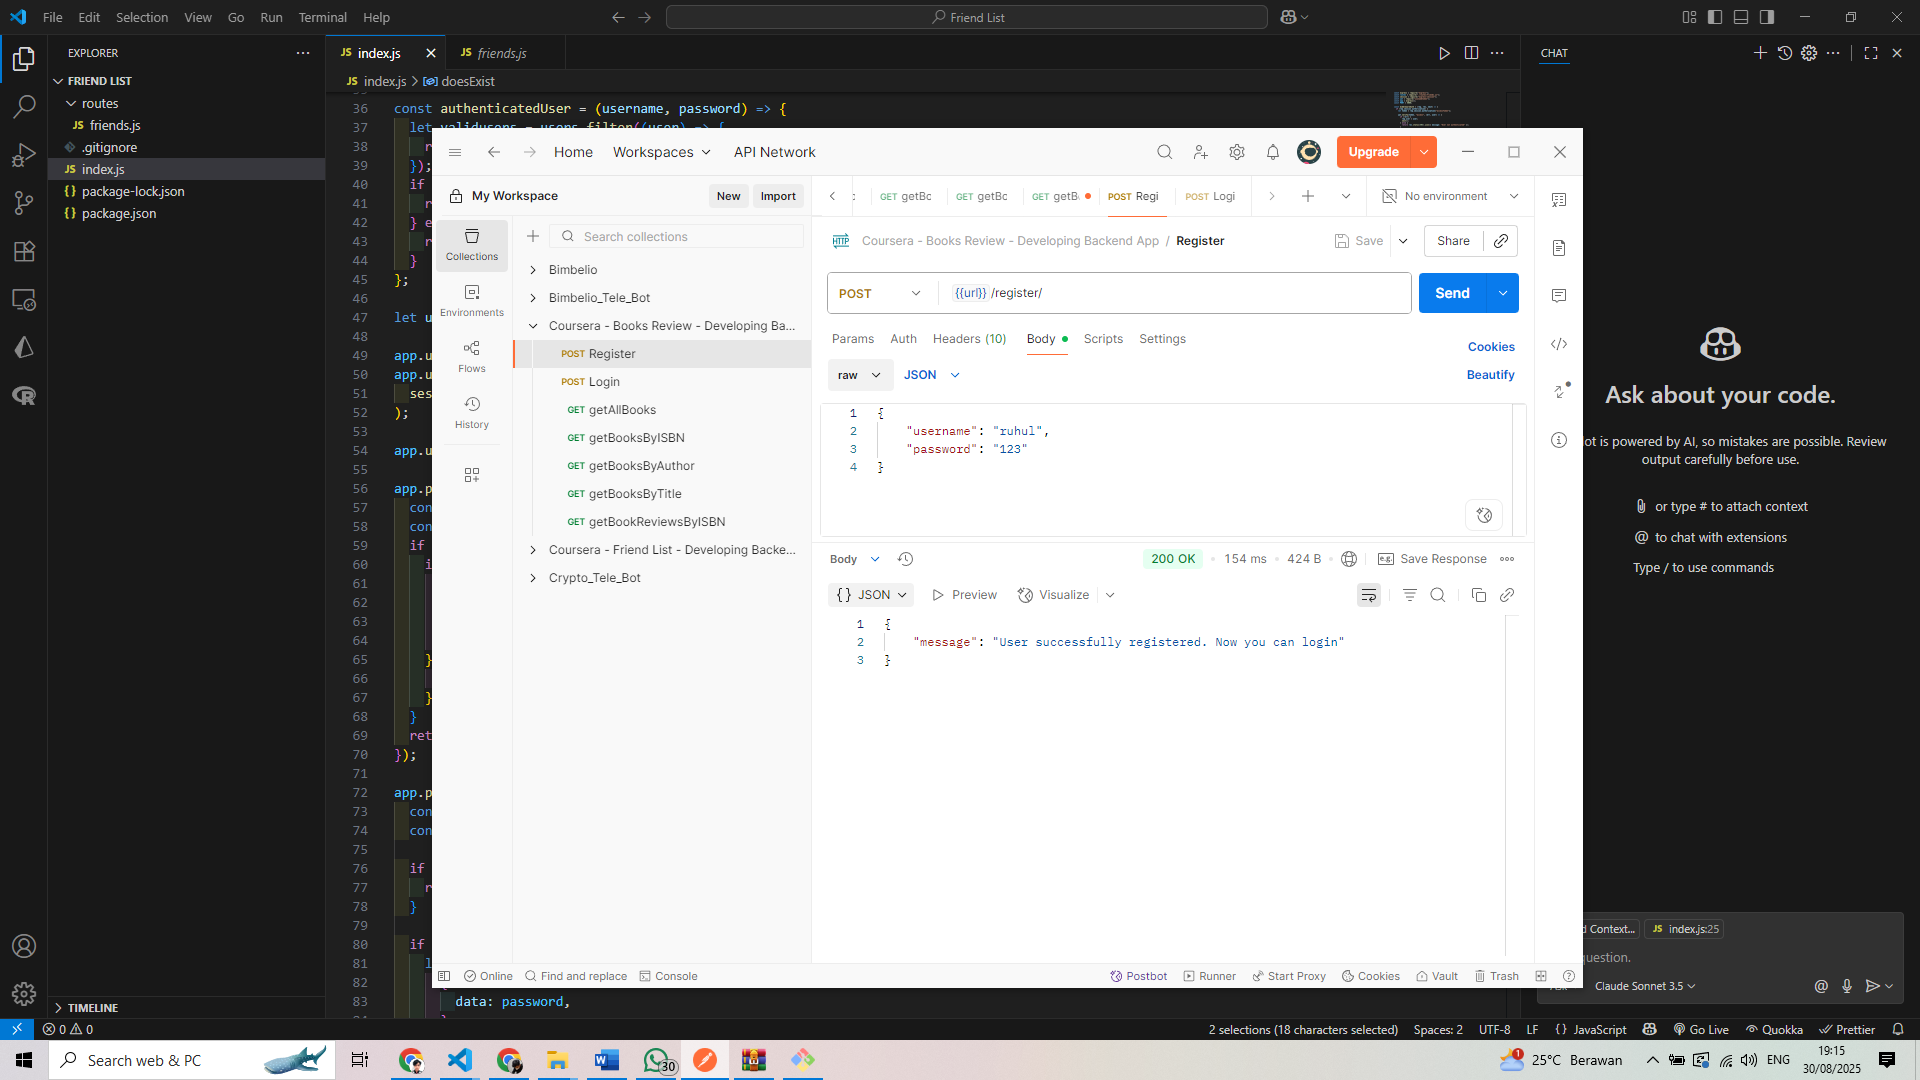 File Edit Selection View Go Run Terminal Help
Friend List
EXPLORER
FRIEND LIST
routes
JS friends.js
.gitignore
JS index.js
{} package-lock.json
{} package.json
TIMELINE
JS index.js
JS friends.js
JS index.js > doesExist
36 const authenticatedUser = (username, password) => {
37 let validusers = users.filter((user) => {
38 r
39 });
40 if
41 r
42 } e
43 r
44 }
45 };
46
47 let u
48
49 app.u
50 app.u
51 ses
52 );
53
54 app.u
55
56 app.p
57 con
58 con
59 if
60 i
61
62
63
64
65 }
66
67 }
68 }
69 ret
70 });
71
72 app.p
73 con
74 con
75
76 if
77 r
78 }
79
80 if
81 l
82 {
83 data: password,
Home Workspaces API Network
Upgrade
My Workspace
New Import
Collections
Environments
Flows
History
Search collections
Bimbelio
Bimbelio_Tele_Bot
Coursera - Books Review - Developing Ba...
POST Register
POST Login
GET getAllBooks
GET getBooksByISBN
GET getBooksByAuthor
GET getBooksByTitle
GET getBookReviewsByISBN
Coursera - Friend List - Developing Backe...
Crypto_Tele_Bot
GET getBc GET getBc GET getB POST Regi POST Logi
No environment
HTTP Coursera - Books Review - Developing Backend App / Register
Save Share
POST {{url}} /register/
Send
Params Auth Headers (10) Body Scripts Settings
Cookies
raw JSON
Beautify
1 {
2 "username": "ruhul",
3 "password": "123"
4 }
Body
200 OK 154 ms 424 B e.g. Save Response
{} JSON Preview Visualize
1 {
2 "message": "User successfully registered. Now you can login"
3 }
Online Find and replace Console
Postbot Runner Start Proxy Cookies Vault Trash
CHAT
Ask about your code.
ot is powered by AI, so mistakes are possible. Review
output carefully before use.
or type # to attach context
@ to chat with extensions
Type / to use commands
d Context... JS index.js:25
question.
Claude Sonnet 3.5
0 0
2 selections (18 characters selected) Spaces: 2 UTF-8 LF {} JavaScript Go Live Quokka Prettier
Search web & PC
30
1
25°C Berawan
ENG
19:15
30/08/2025